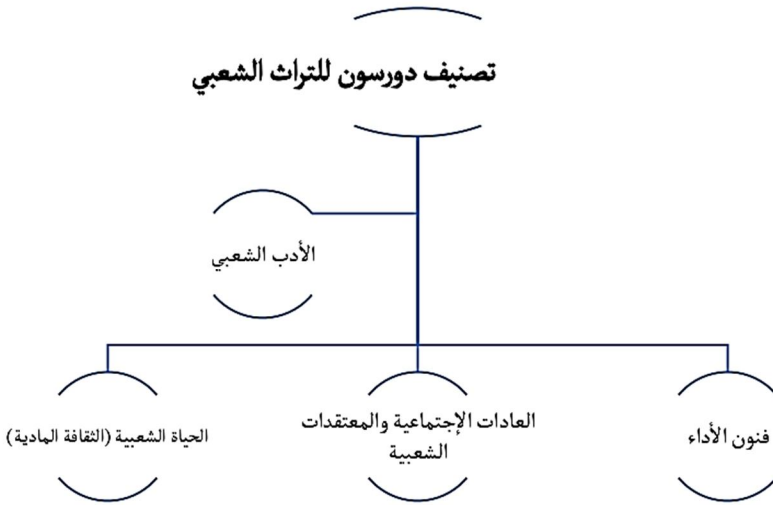 تصنيف دورسون للتراث الشعبي
الأدب الشعبي
فنون الأداء
العادات الإجتماعية والمعتقدات
الشعبية
الحياة الشعبية (الثقافة المادية)